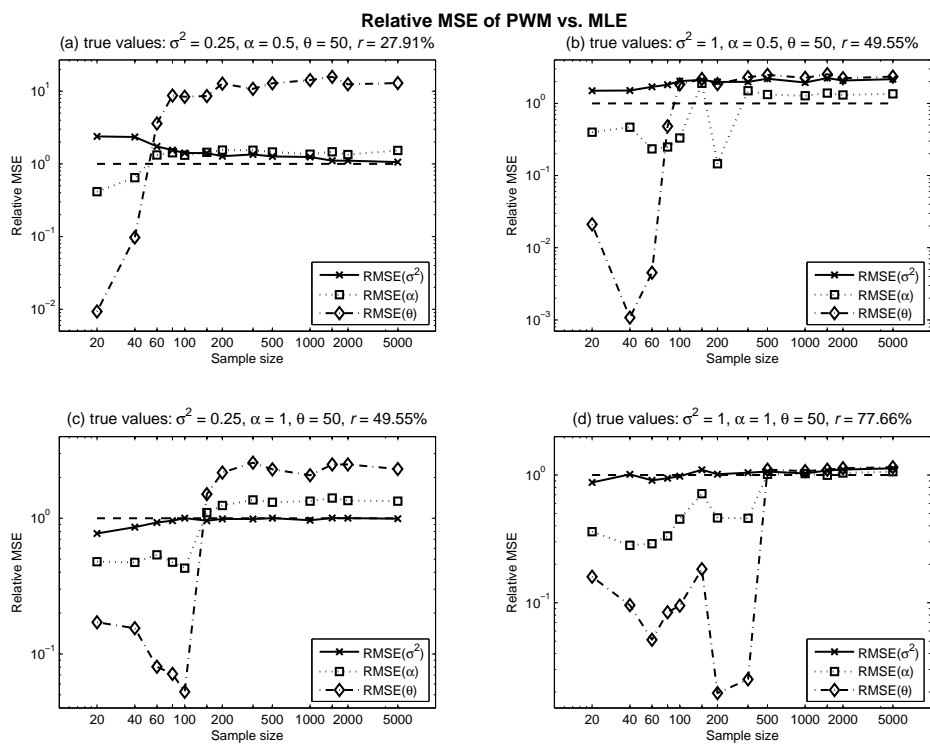 Relative MSE of PWM vs. MLE
(a) true values: σ² = 0.25, α = 0.5, θ = 50, r = 27.91%
10¹
10⁰
10⁻¹
10⁻²
Relative MSE
RMSE(σ²)
RMSE(α)
RMSE(θ)
20 40 60 100 200 500 1000 2000 5000
Sample size
(b) true values: σ² = 1, α = 0.5, θ = 50, r = 49.55%
10⁰
10⁻¹
10⁻²
10⁻³
Relative MSE
RMSE(σ²)
RMSE(α)
RMSE(θ)
20 40 60 100 200 500 1000 2000 5000
Sample size
(c) true values: σ² = 0.25, α = 1, θ = 50, r = 49.55%
10⁰
10⁻¹
Relative MSE
RMSE(σ²)
RMSE(α)
RMSE(θ)
20 40 60 100 200 500 1000 2000 5000
Sample size
(d) true values: σ² = 1, α = 1, θ = 50, r = 77.66%
10⁰
10⁻¹
Relative MSE
RMSE(σ²)
RMSE(α)
RMSE(θ)
20 40 60 100 200 500 1000 2000 5000
Sample size